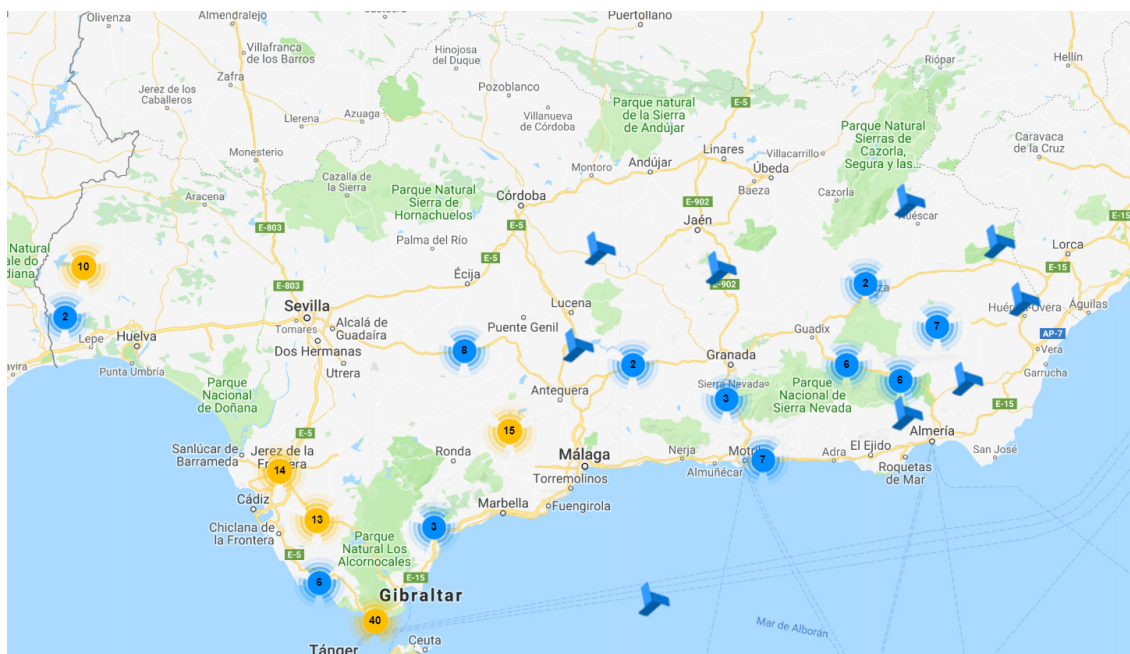 Olivenza
Almendralejo
Puertollano
Villafranca
de los Barros
Hinojosa
del Duque
Riópar
Hellín
Zafra
Jerez de los
Caballeros
Pozoblanco
Parque natural
de la Sierra
de Andújar
E-5
Llerena
Azuaga
Villanueva
de Córdoba
Parque Natural
Sierras de
Cazorla,
Segura y las...
Caravaca
de la Cruz
Monesterio
Linares
Villacarrillo
Andújar
Montoro
Úbeda
Baeza
Cazorla
Cazalla de
la Sierra
Parque Natural
Sierra de
Hornachuelos
Aracena
Córdoba
E-902
Jaén
Huéscar
E-15
E-803
E-5
Palma del Río
Natural
ale do
diana
10
E-5
Écija
Lorca
E-15
E-902
E-803
Sevilla
2
Lucena
2
Tomares
Alcalá de
Guadaíra
Puente Genil
Huelva
Lepe
Guadix
7
Águilas
AP-7
Dos Hermanas
8
Vera
Punta Umbría
Utrera
2
Granada
6
6
Garrucha
Parque
Nacional
de Doñana
Antequera
Sierra Nevada
3
Parque
Nacional de
Sierra Nevada
E-15
15
Almería
E-5
Sanlúcar de
Barrameda
Jerez de la
14
Ronda
Málaga
Nerja
Almuñécar
7
Adra
El Ejido
Roquetas
de Mar
San José
Torremolinos
Cádiz
Marbella
Fuengirola
13
Chiclana de
la Frontera
3
Parque
Natural Los
Alcornocales
E-5
6
E-15
Gibraltar
40
Mar de Alborán
Ceuta
Tánger